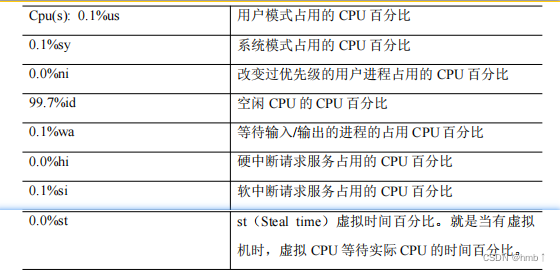 Cpu(s): 0.1%us 用户模式占用的 CPU 百分比
0.1%sy 系统模式占用的 CPU 百分比
0.0%ni 改变过优先级的用户进程占用的 CPU 百分比
99.7%id 空闲 CPU 的 CPU 百分比
0.1%wa 等待输入/输出的进程的占用 CPU 百分比
0.0%hi 硬中断请求服务占用的 CPU 百分比
0.1%si 软中断请求服务占用的 CPU 百分比
0.0%st st（Steal time）虚拟时间百分比。就是当有虚拟
机时，虚拟 CPU 等待实际 CPU 的时间百分比。